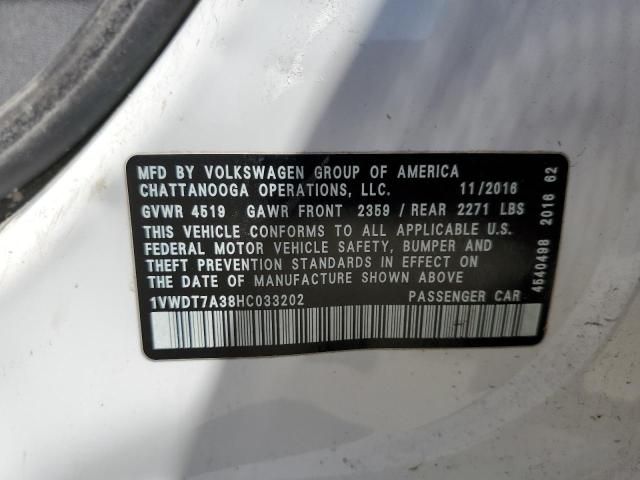 MFD BY VOLKSWAGEN GROUP OF AMERICA
CHATTANOOGA OPERATIONS, LLC. 11/2016
GVWR 4519 GAWR FRONT 2359 / REAR 2271 LBS
THIS VEHICLE CONFORMS TO ALL APPLICABLE U.S.
FEDERAL MOTOR VEHICLE SAFETY, BUMPER AND
THEFT PREVENTION STANDARDS IN EFFECT ON
THE DATE OF MANUFACTURE SHOWN ABOVE
1VWDT7A38HC033202 PASSENGER CAR
4540498 2016 62